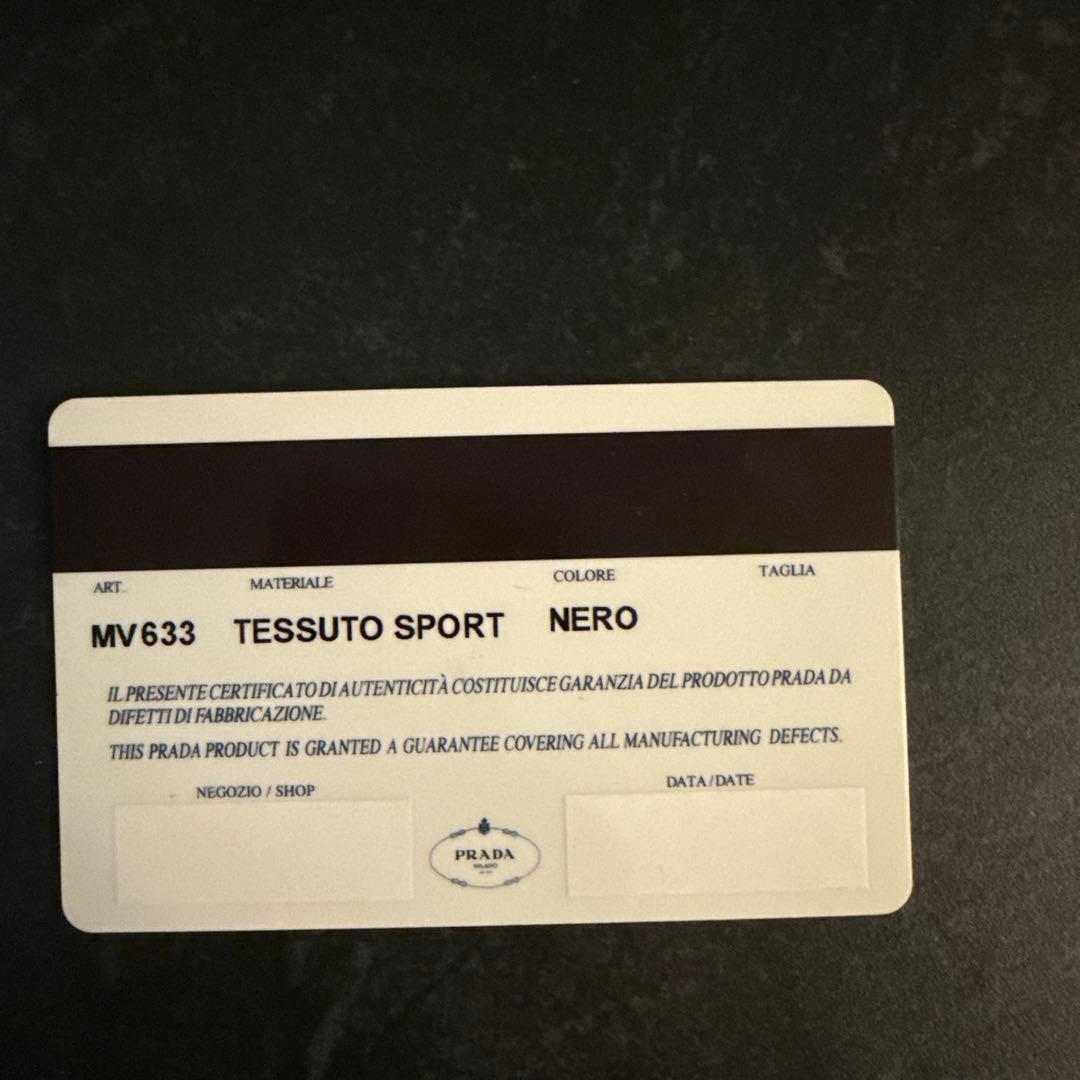 ART. MATERIALE COLORE TAGLIA
MV633 TESSUTO SPORT NERO
IL PRESENTE CERTIFICATO DI AUTENTICITÀ COSTITUISCE GARANZIA DEL PRODOTTO PRADA DA
DIFETTI DI FABBRICAZIONE.
THIS PRADA PRODUCT IS GRANTED A GUARANTEE COVERING ALL MANUFACTURING DEFECTS.
NEGOZIO / SHOP DATA/DATE
PRADA
MILANO